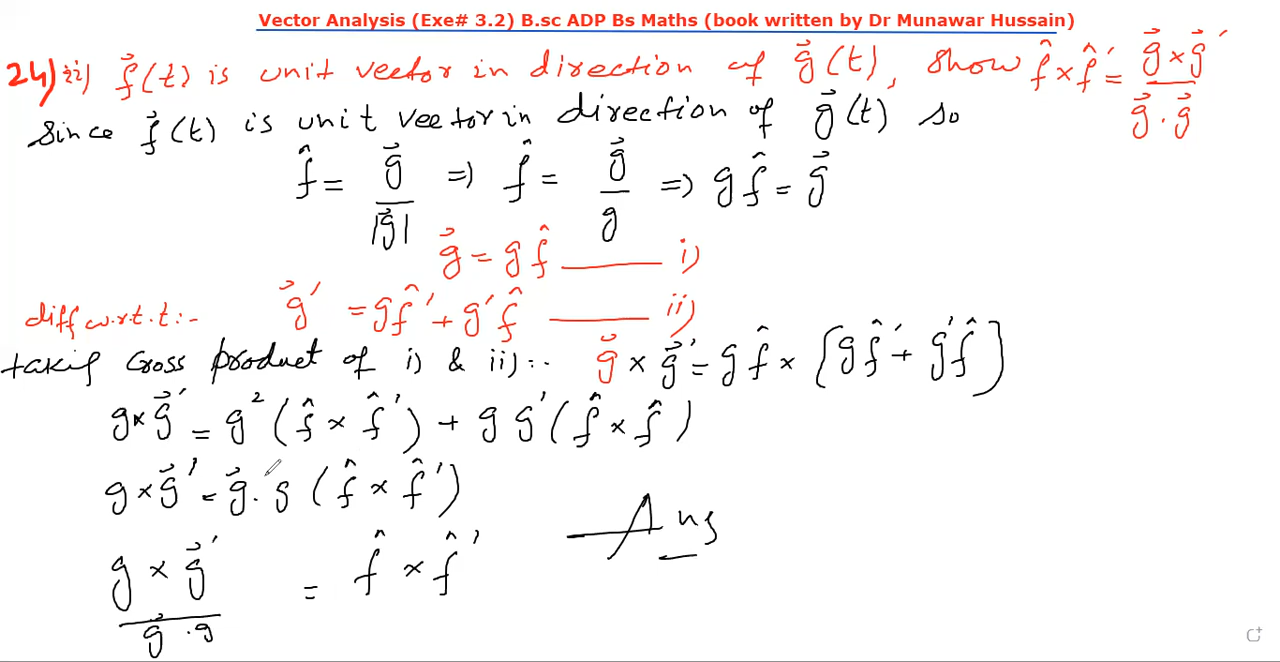 Vector Analysis (Exe# 3.2) B.sc ADP Bs Maths (book written by Dr Munawar Hussain)
24) ii) f⃗(t) is unit vector in direction of g⃗(t), show f̂ × f̂′ = (g⃗ × g⃗′)/(g⃗ · g⃗)
Since f⃗(t) is unit vector in direction of g⃗(t) so
f̂ = g⃗/|g⃗| => f̂ = g⃗/g => g f̂ = g⃗
g⃗ = g f̂ ——— i)
diff w.r.t. t:- g⃗′ = g f̂′ + g′ f̂ ——— ii)
taking Cross product of i) & ii):- g⃗ × g⃗′ = g f̂ × (g f̂′ + g′ f̂)
g × g⃗′ = g² (f̂ × f̂′) + g g′ (f̂ × f̂)
g × g⃗′ = g⃗ · g (f̂ × f̂′)
(g × g⃗′)/(g⃗ · g) = f̂ × f̂′
Ans